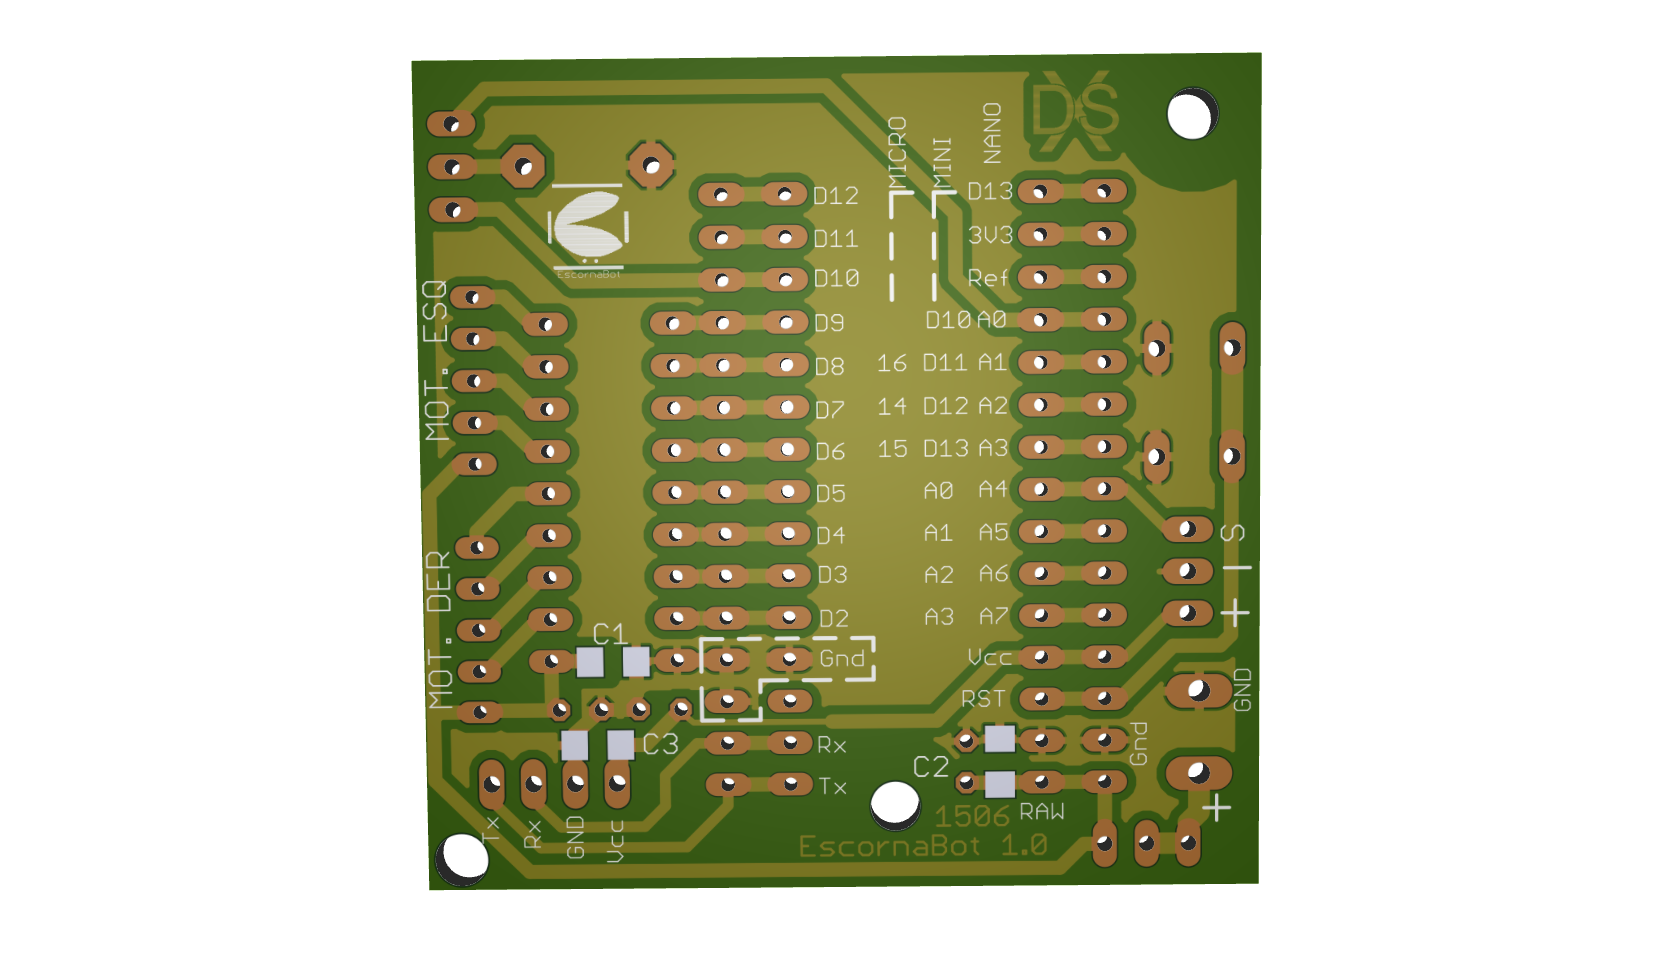 DS
MICRO
MINI
NANO
EscornaBot
D12
D11
D10
D9
D8
D7
D6
D5
D4
D3
D2
Gnd
Rx
Tx
D13
3V3
Ref
D10 A0
16 D11 A1
14 D12 A2
15 D13 A3
A0 A4
A1 A5
A2 A6
A3 A7
Vcc
RST
MOT. ESQ
MOT. DER
C1
C3
C2
S
−
+
GND
Gnd
+
RAW
Tx
Rx
GND
Vcc
1506
EscornaBot 1.0